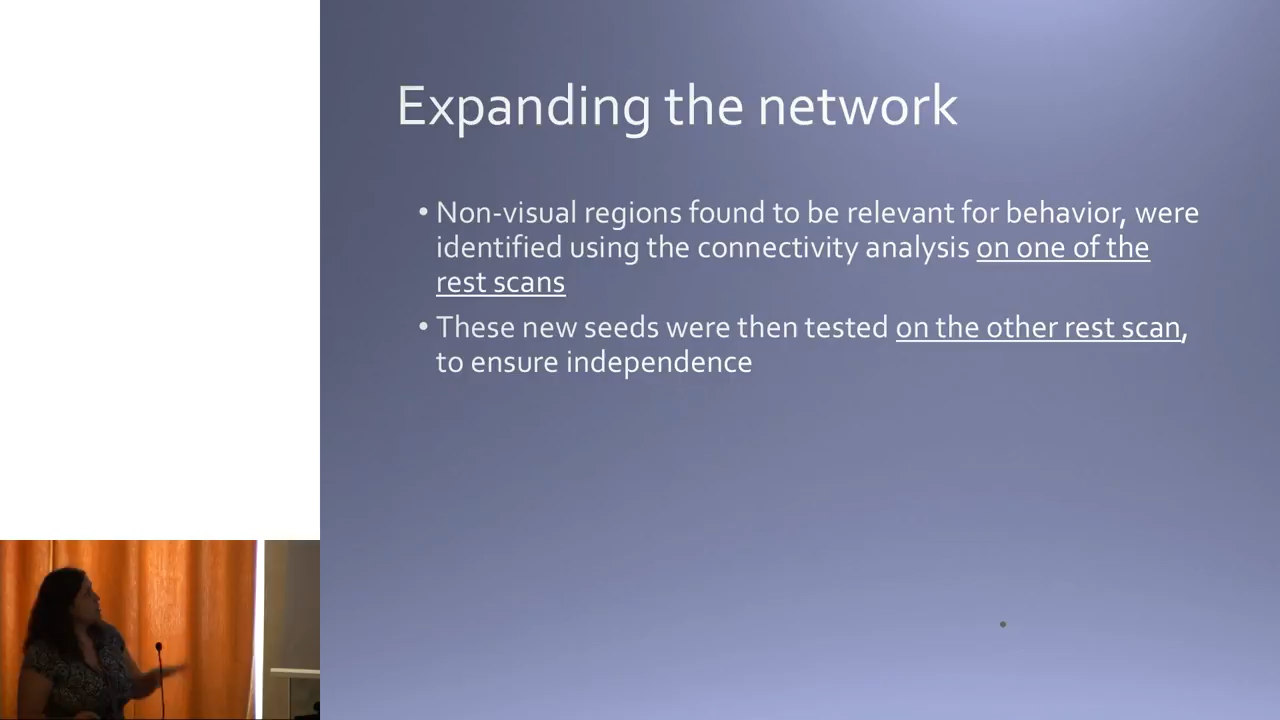 Expanding the network
• Non-visual regions found to be relevant for behavior, were
identified using the connectivity analysis on one of the
rest scans
• These new seeds were then tested on the other rest scan,
to ensure independence